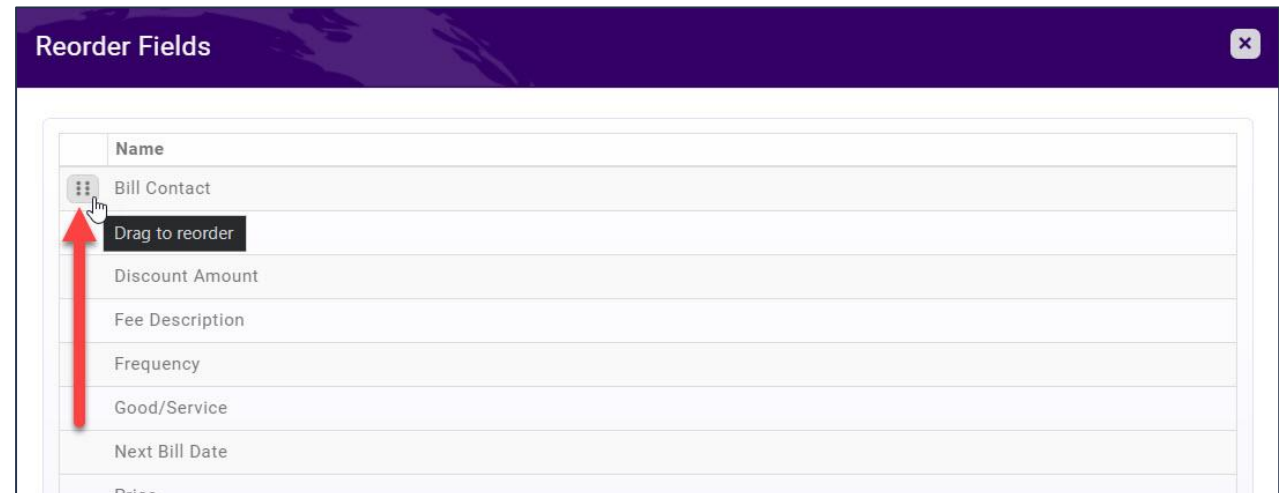 Reorder Fields
Name
Bill Contact
Drag to reorder
Discount Amount
Fee Description
Frequency
Good/Service
Next Bill Date